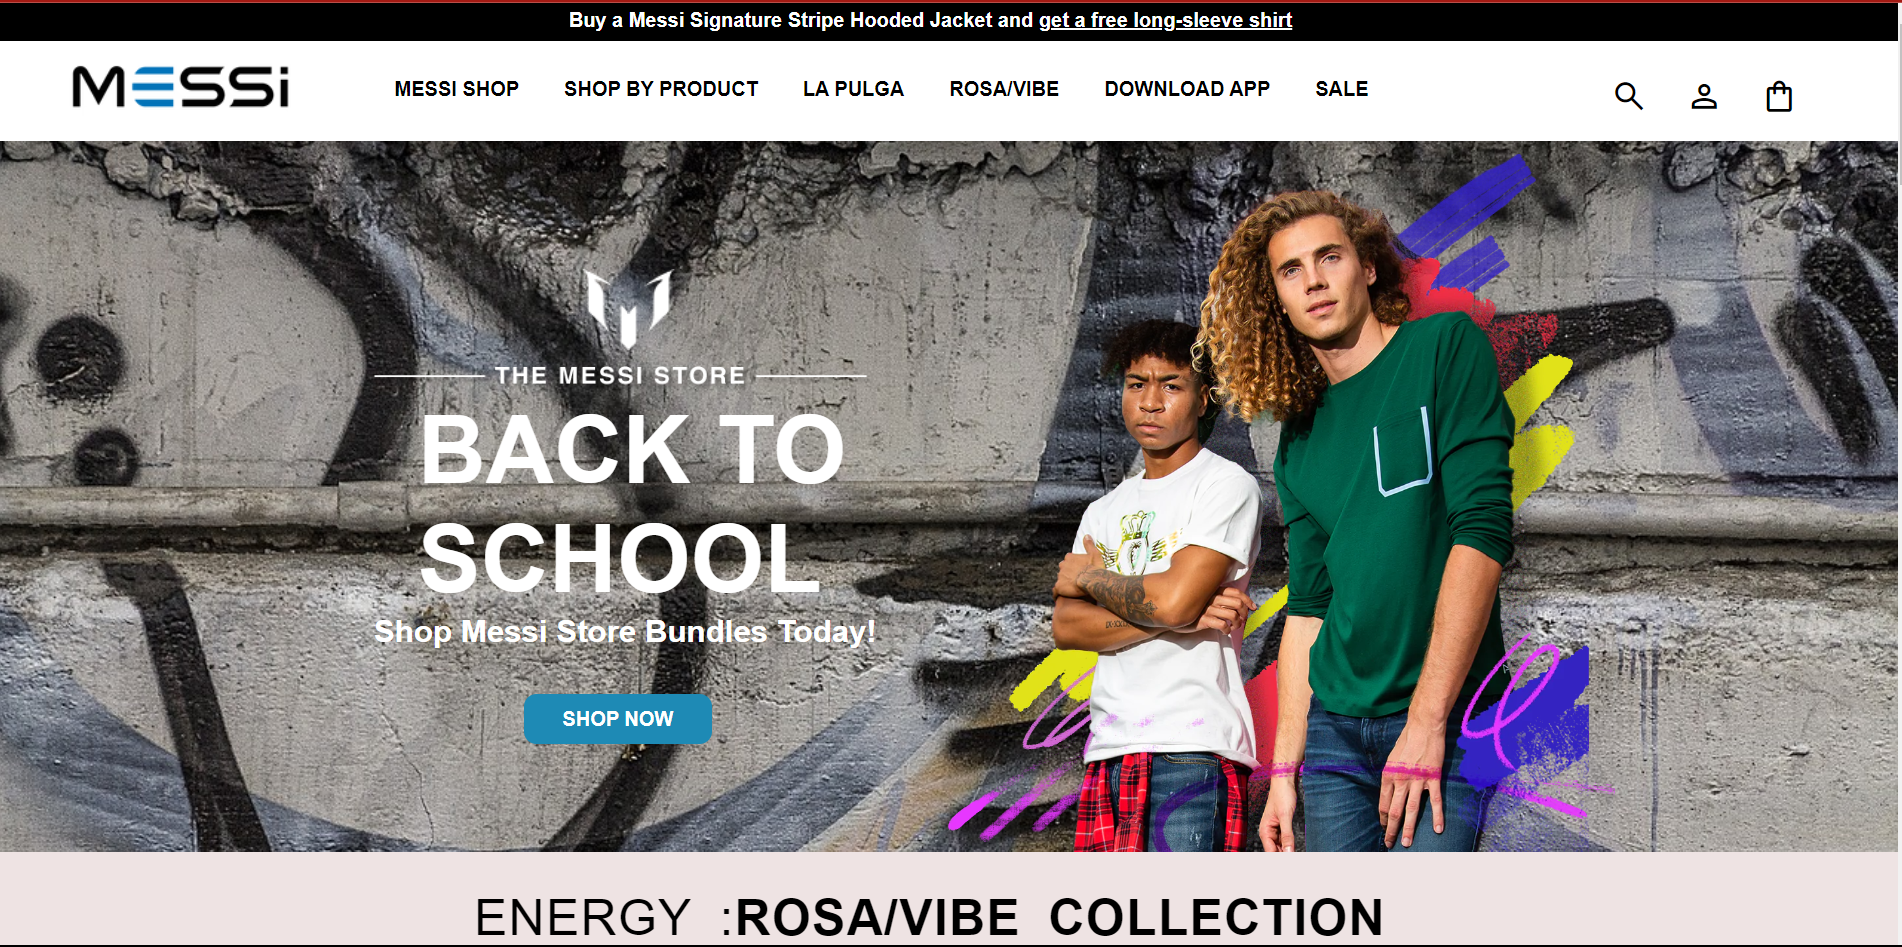 Buy a Messi Signature Stripe Hooded Jacket and get a free long-sleeve shirt
MESSi
MESSI SHOP
SHOP BY PRODUCT
LA PULGA
ROSA/VIBE
DOWNLOAD APP
SALE
THE MESSI STORE
BACK TO
SCHOOL
Shop Messi Store Bundles Today!
SHOP NOW
ENERGY :ROSA/VIBE COLLECTION